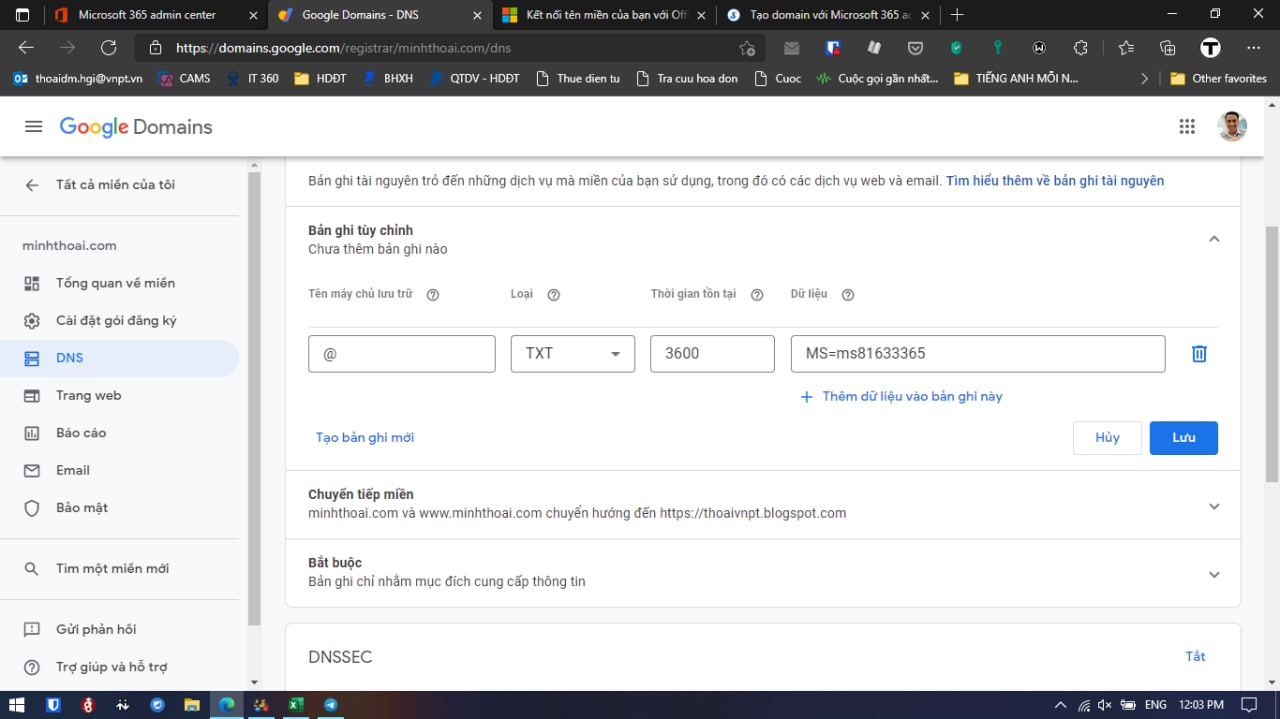 Microsoft 365 admin center
Google Domains - DNS
Kết nối tên miền của bạn với Off
Tạo domain với Microsoft 365 ad
https://domains.google.com/registrar/minhthoai.com/dns
thoaidm.hgi@vnpt.vn
CAMS
IT 360
HDĐT
BHXH
QTDV - HDĐT
Thue dien tu
Tra cuu hoa don
Cuoc
Cuộc gọi gần nhất...
TIẾNG ANH MỖI N...
Other favorites
Google Domains
Tất cả miền của tôi
minhthoai.com
Tổng quan về miền
Cài đặt gói đăng ký
DNS
Trang web
Báo cáo
Email
Bảo mật
Tìm một miền mới
Gửi phản hồi
Trợ giúp và hỗ trợ
Bản ghi tài nguyên trỏ đến những dịch vụ mà miền của bạn sử dụng, trong đó có các dịch vụ web và email. Tìm hiểu thêm về bản ghi tài nguyên
Bản ghi tùy chỉnh
Chưa thêm bản ghi nào
Tên máy chủ lưu trữ
Loại
Thời gian tồn tại
Dữ liệu
@
TXT
3600
MS=ms81633365
+ Thêm dữ liệu vào bản ghi này
Tạo bản ghi mới
Hủy
Lưu
Chuyển tiếp miền
minhthoai.com và www.minhthoai.com chuyển hướng đến https://thoaivnpt.blogspot.com
Bắt buộc
Bản ghi chỉ nhằm mục đích cung cấp thông tin
DNSSEC
Tắt
ENG
12:03 PM